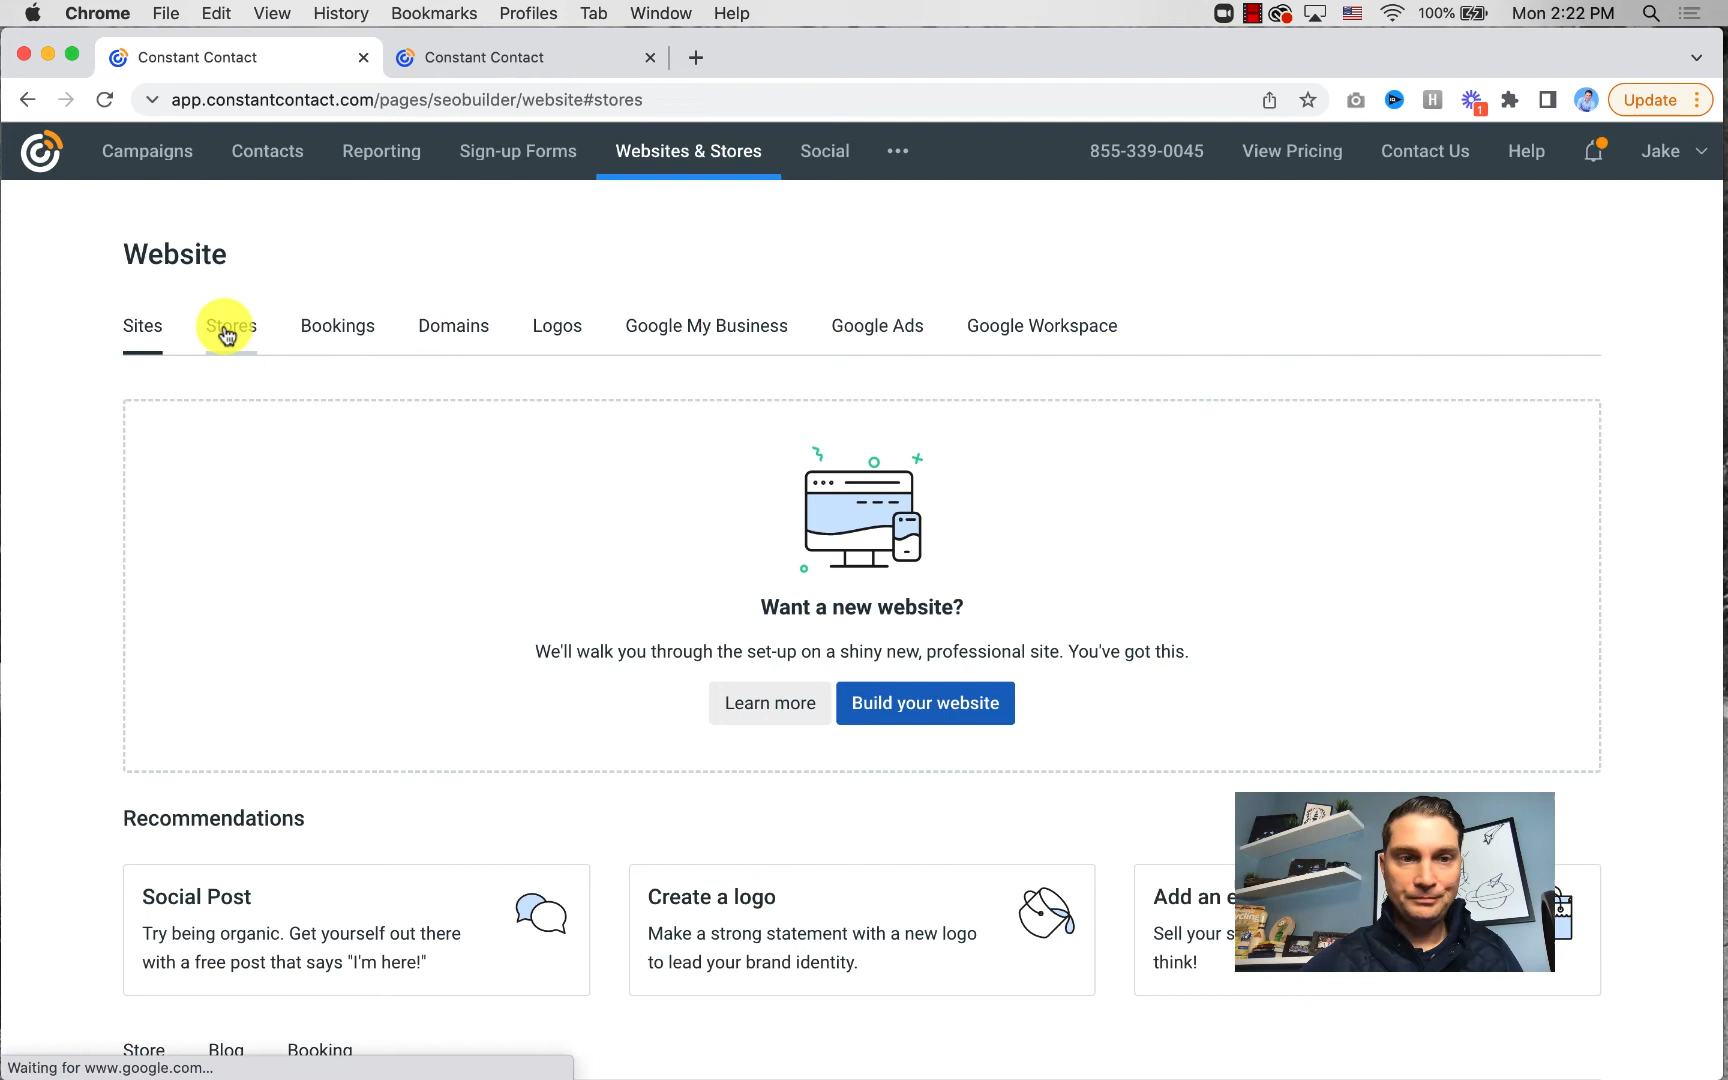 Chrome File Edit View History Bookmarks Profiles Tab Window Help 100% Mon 2:22 PM
Constant Contact Constant Contact
app.constantcontact.com/pages/seobuilder/website#stores H 1 Update
Campaigns Contacts Reporting Sign-up Forms Websites & Stores Social 855-339-0045 View Pricing Contact Us Help Jake
Website
Sites Stores Bookings Domains Logos Google My Business Google Ads Google Workspace
Want a new website?
We'll walk you through the set-up on a shiny new, professional site. You've got this.
Learn more Build your website
Recommendations
Social Post
Try being organic. Get yourself out there
with a free post that says "I'm here!"
Create a logo
Make a strong statement with a new logo
to lead your brand identity.
Add an
Sell your
think!
Store Blog Booking
Waiting for www.google.com...